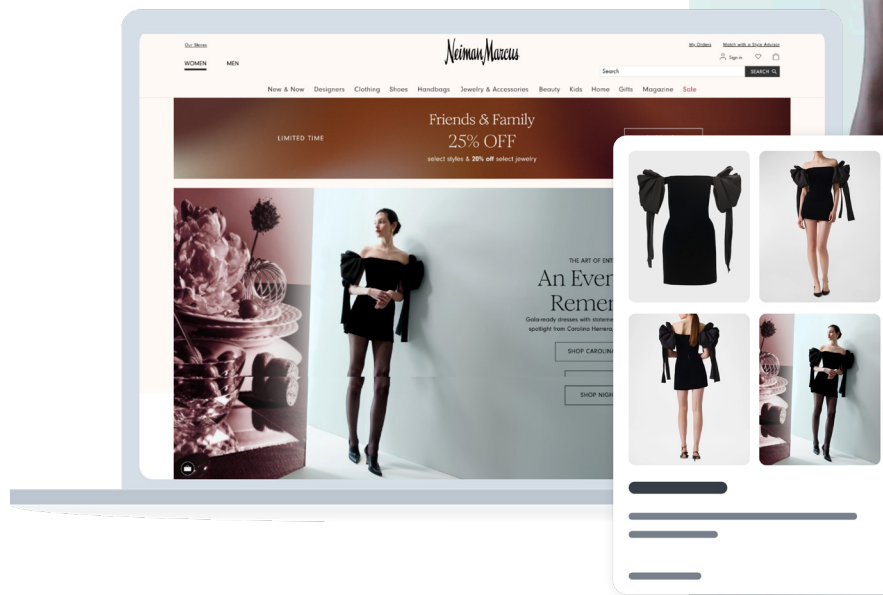 Our Stores
My Orders Match with a Style Advisor
Neiman Marcus
WOMEN MEN
Sign in
Search
SEARCH
New & Now Designers Clothing Shoes Handbags Jewelry & Accessories Beauty Kids Home Gifts Magazine Sale
Friends & Family
LIMITED TIME
25% OFF
select styles & 20% off select jewelry
THE ART OF ENT
An Even
Remem
Gala-ready dresses with stateme
spotlight from Carolina Herrera,
SHOP CAROLINA
SHOP NIGH